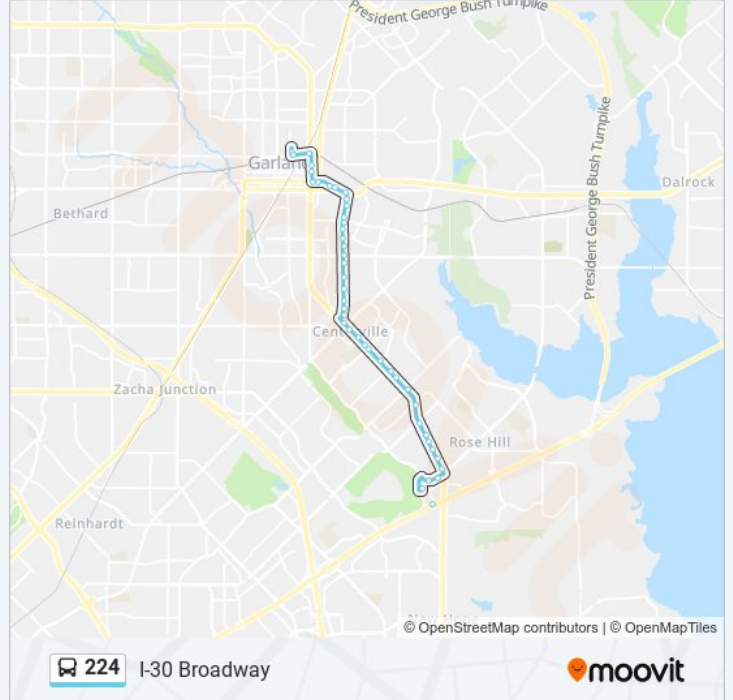 President George Bush Turnpike
President George Bush Turnpike
Garland
Dalrock
Bethard
Centerville
Zacha Junction
Rose Hill
Reinhardt
© OpenStreetMap contributors | © OpenMapTiles
224 I-30 Broadway
moovit